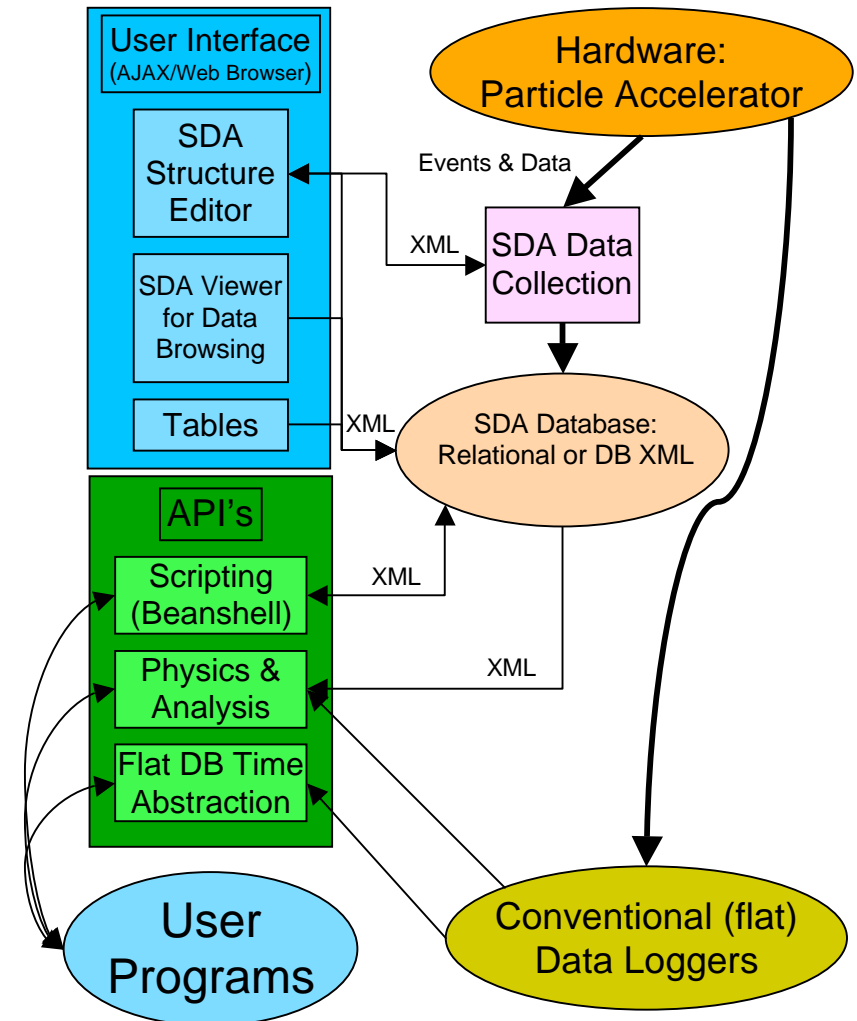 User Interface
(AJAX/Web Browser)
SDA
Structure
Editor
SDA Viewer
for Data
Browsing
Tables
Hardware:
Particle Accelerator
Events & Data
XML
SDA Data
Collection
XML
SDA Database:
Relational or DB XML
API's
Scripting
(Beanshell)
XML
Physics &
Analysis
XML
Flat DB Time
Abstraction
User
Programs
Conventional (flat)
Data Loggers